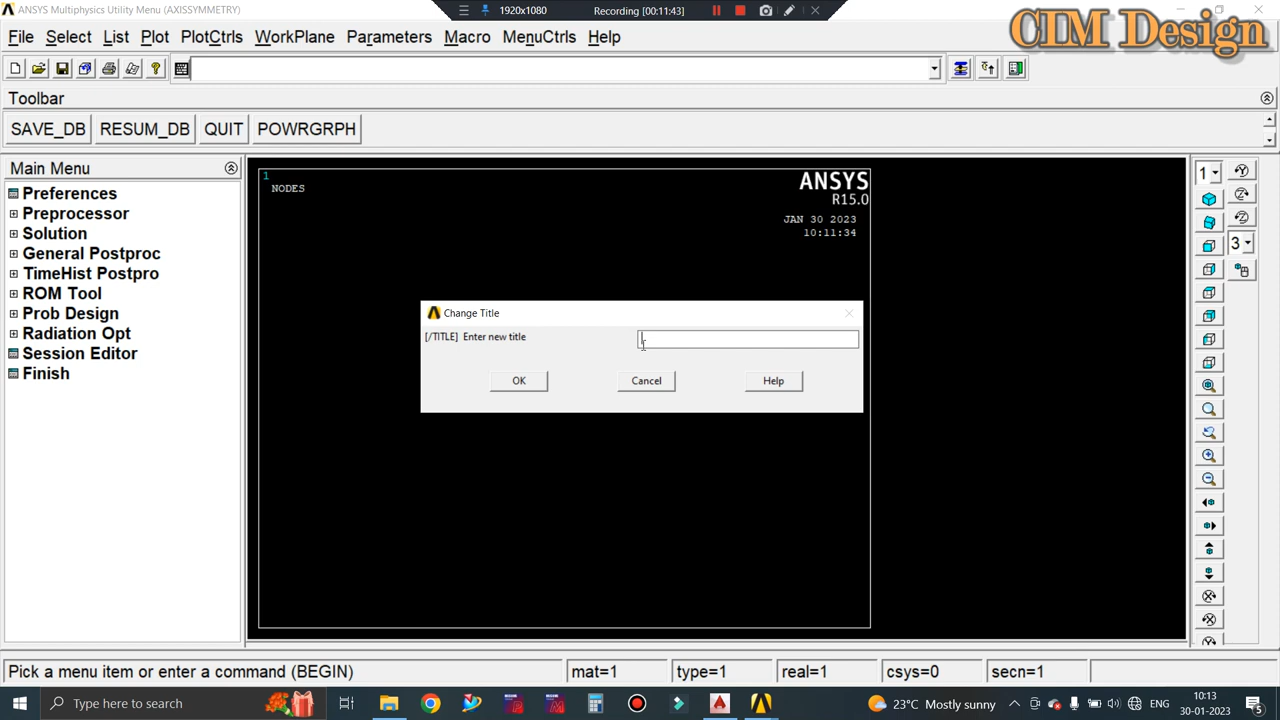 ANSYS Multiphysics Utility Menu (AXISSYMMETRY)
1920x1080
Recording [00:11:43]
CIM Design
File Select List Plot PlotCtrls WorkPlane Parameters Macro MenuCtrls Help
Toolbar
SAVE_DB RESUM_DB QUIT POWRGRPH
Main Menu
Preferences
Preprocessor
Solution
General Postproc
TimeHist Postpro
ROM Tool
Prob Design
Radiation Opt
Session Editor
Finish
1
NODES
ANSYS
R15.0
JAN 30 2023
10:11:34
Change Title
[/TITLE] Enter new title
OK Cancel Help
1
3
Pick a menu item or enter a command (BEGIN)
mat=1
type=1
real=1
csys=0
secn=1
Type here to search
23°C Mostly sunny
ENG
10:13
30-01-2023
5